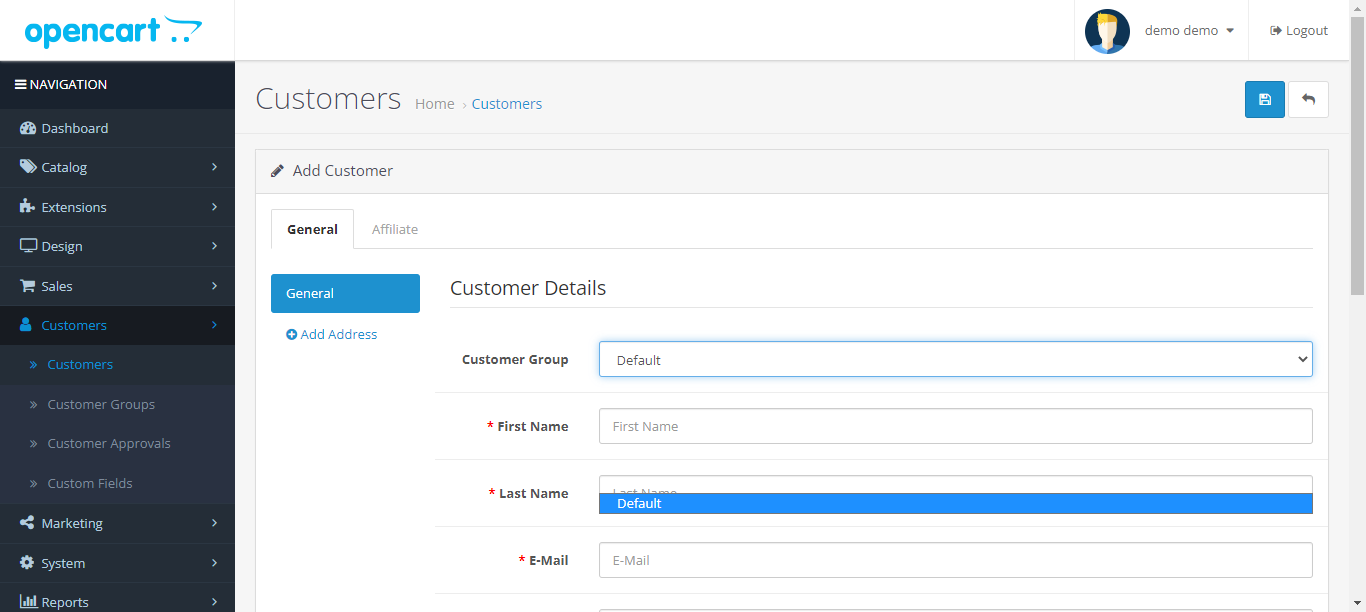 opencart
demo demo
Logout
NAVIGATION
Dashboard
Catalog
Extensions
Design
Sales
Customers
Customers
Customer Groups
Customer Approvals
Custom Fields
Marketing
System
Reports
Customers
Home › Customers
Add Customer
General
Affiliate
General
Add Address
Customer Details
Customer Group
Default
* First Name
First Name
* Last Name
Last Name
Default
* E-Mail
E-Mail